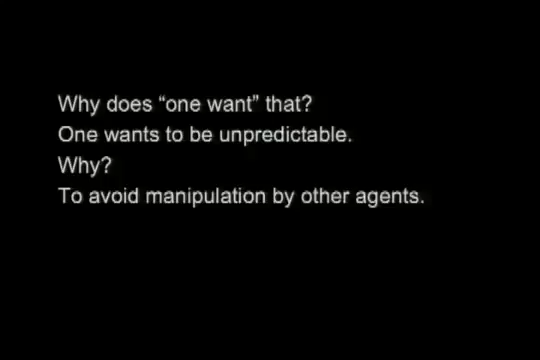 Why does “one want” that?
One wants to be unpredictable.
Why?
To avoid manipulation by other agents.